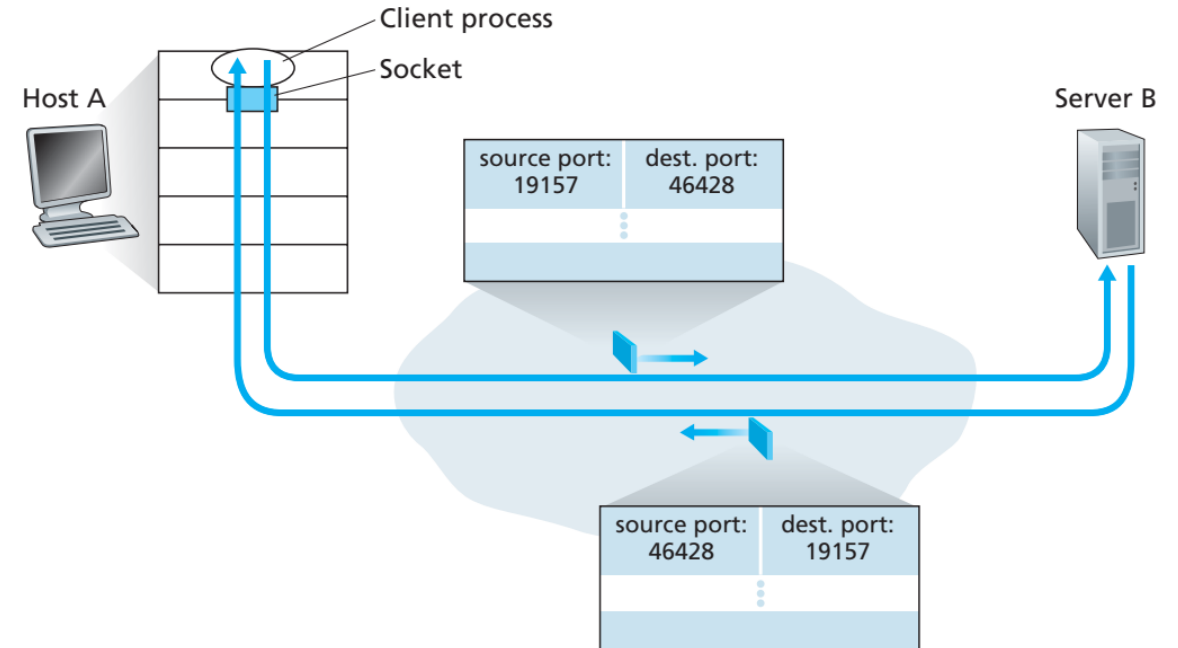 Client process
Socket
Host A
Server B
source port:
19157
dest. port:
46428
source port:
46428
dest. port:
19157